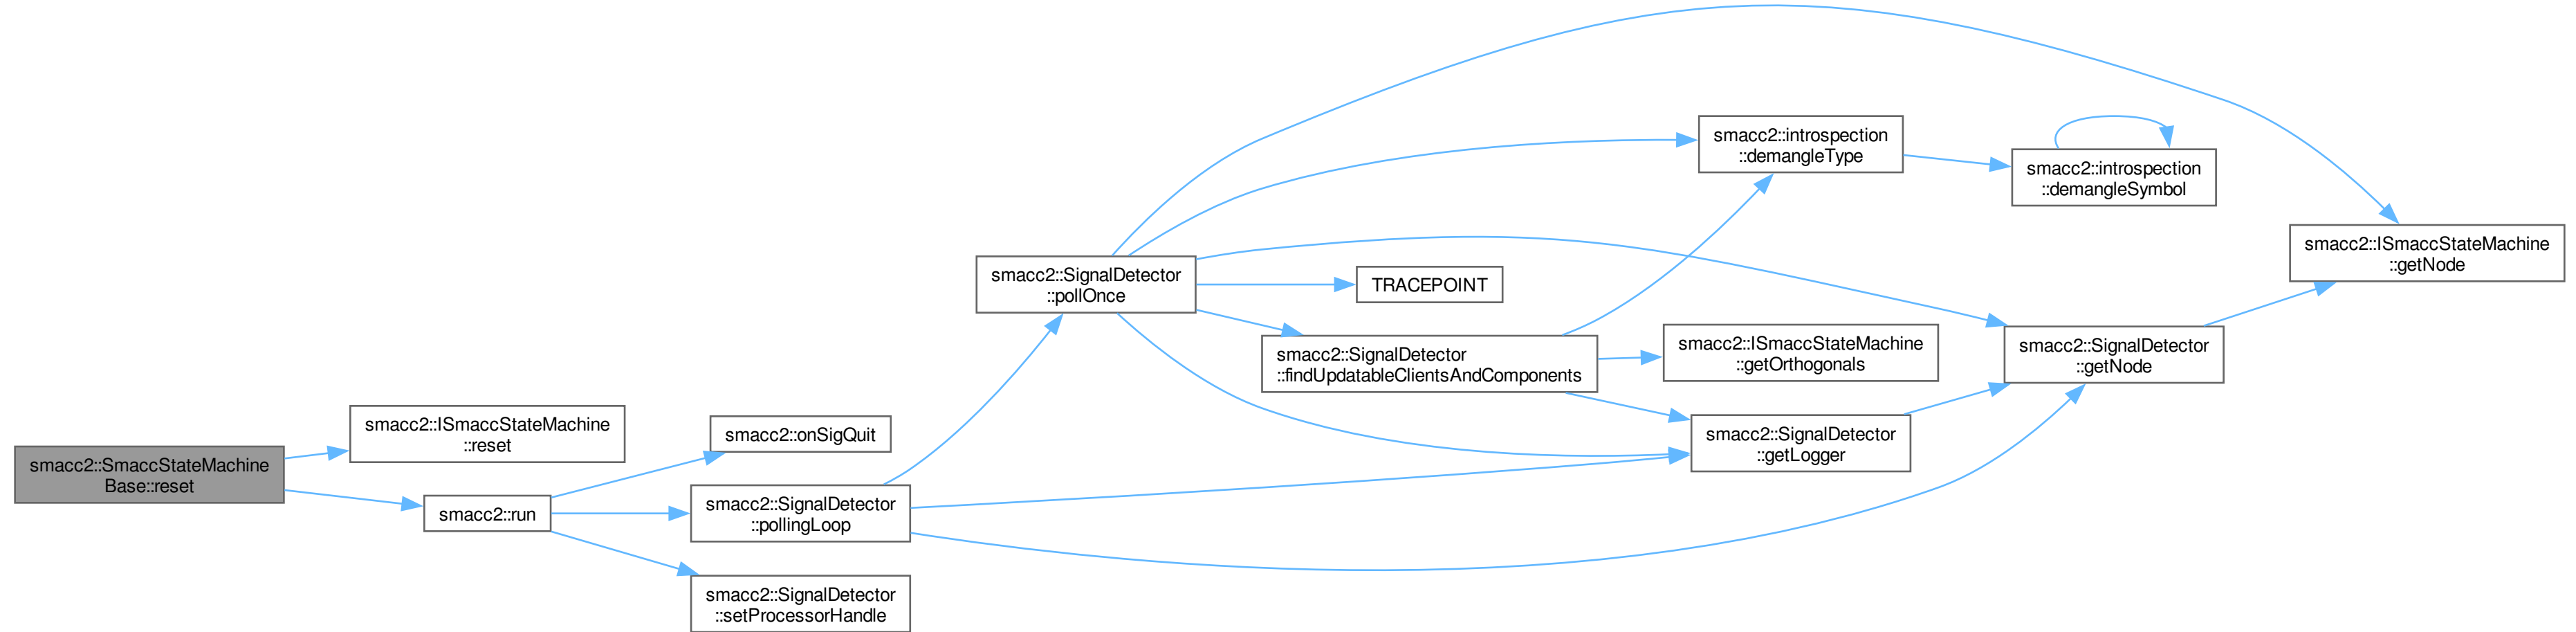 smacc2::SmaccStateMachine
Base::reset
smacc2::ISmaccStateMachine
::reset
smacc2::run
smacc2::onSigQuit
smacc2::SignalDetector
::pollingLoop
smacc2::SignalDetector
::setProcessorHandle
smacc2::SignalDetector
::pollOnce
TRACEPOINT
smacc2::SignalDetector
::findUpdatableClientsAndComponents
smacc2::introspection
::demangleType
smacc2::ISmaccStateMachine
::getOrthogonals
smacc2::SignalDetector
::getLogger
smacc2::introspection
::demangleSymbol
smacc2::SignalDetector
::getNode
smacc2::ISmaccStateMachine
::getNode